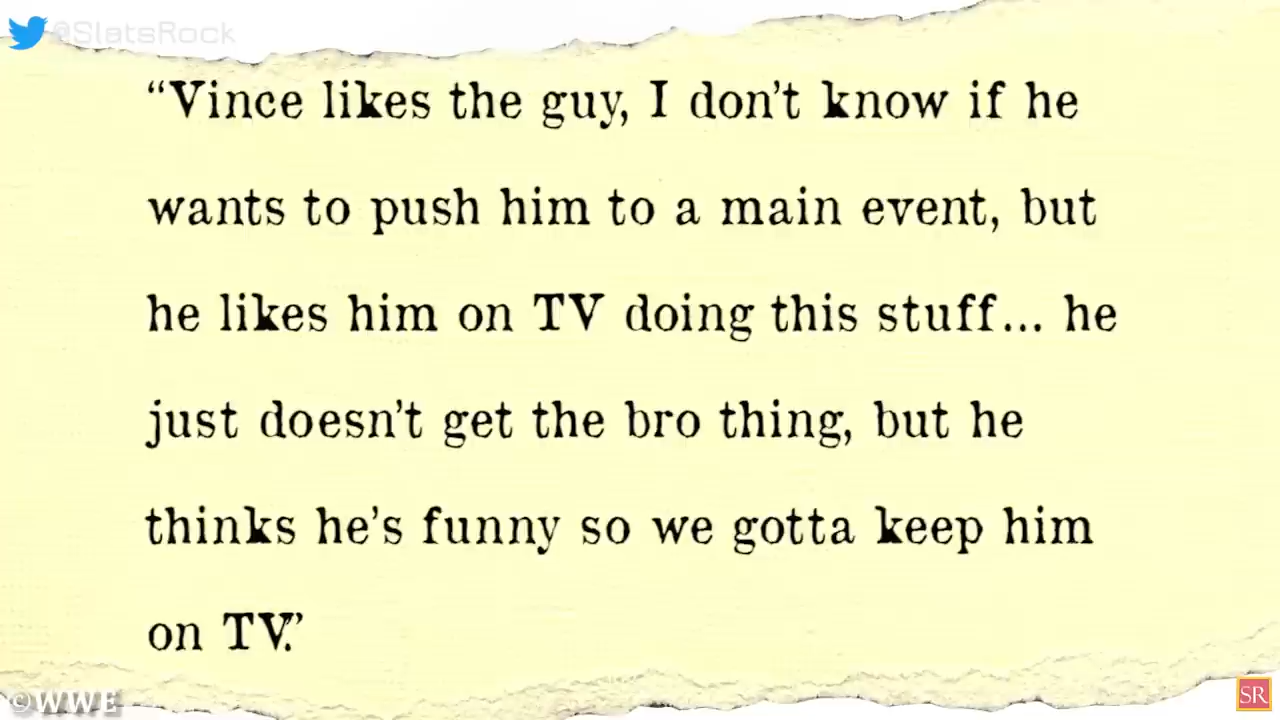 @SlatsRock
“Vince likes the guy, I don’t know if he
wants to push him to a main event, but
he likes him on TV doing this stuff... he
just doesn’t get the bro thing, but he
thinks he’s funny so we gotta keep him
on TV.”
©WWE
SR